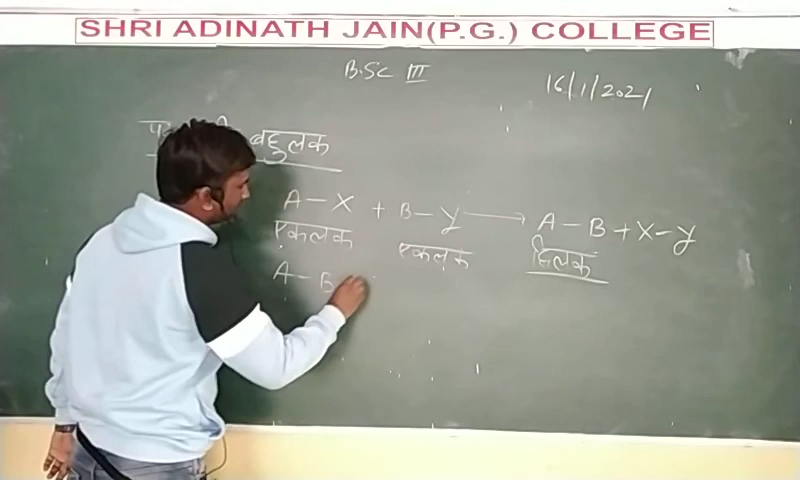 SHRI ADINATH JAIN(P.G.) COLLEGE
B.Sc III
16/1/2021
बहुलक
A-X + B-Y → A-B + X-Y
एकलक एकलक द्विलक
A-B